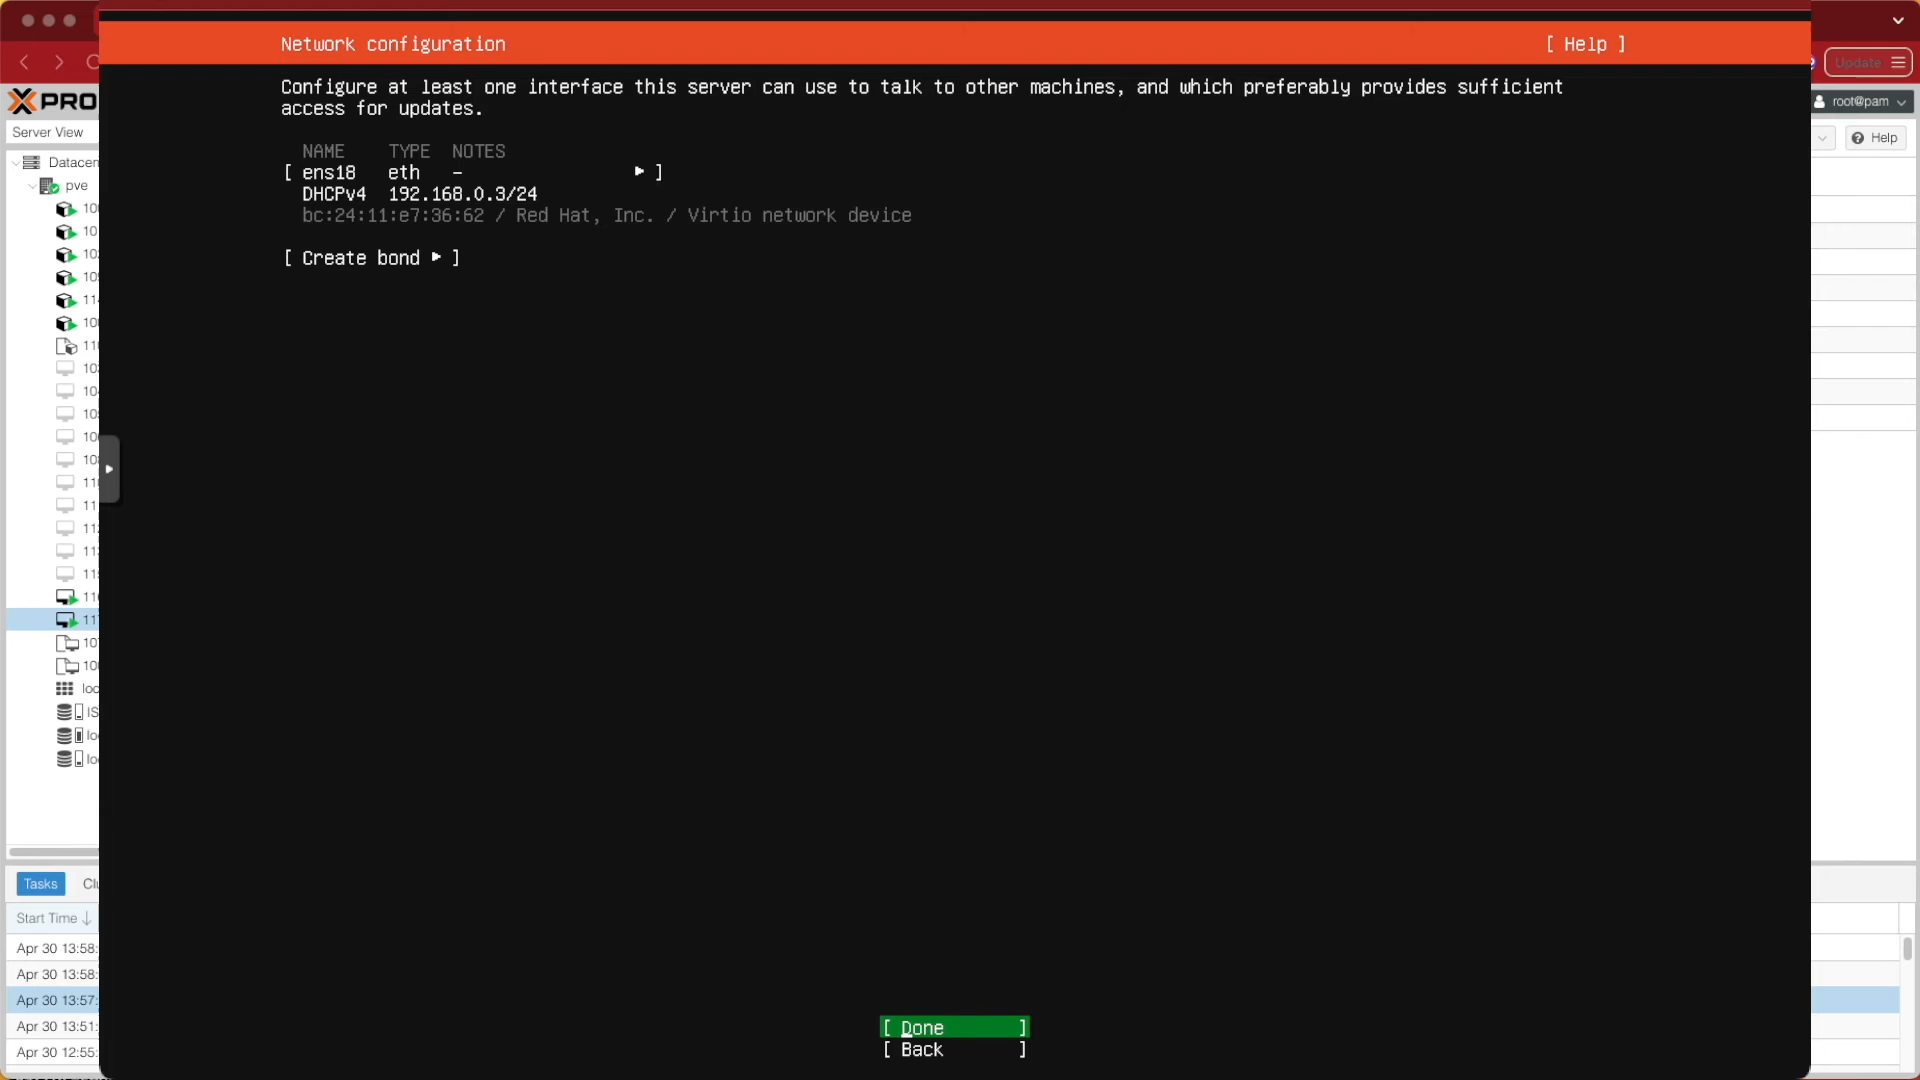 Network configuration
[ Help ]
Update
PRO
root@pam
Server View
Help
Configure at least one interface this server can use to talk to other machines, and which preferably provides sufficient
access for updates.
NAME TYPE NOTES
[ ens18 eth – ▸ ]
DHCPv4 192.168.0.3/24
bc:24:11:e7:36:62 / Red Hat, Inc. / Virtio network device
[ Create bond ▸ ]
pve
Tasks
Start Time
Apr 30 13:58:
Apr 30 13:58:
Apr 30 13:57:
Apr 30 13:51:
Apr 30 12:55:
[ Done ]
[ Back ]